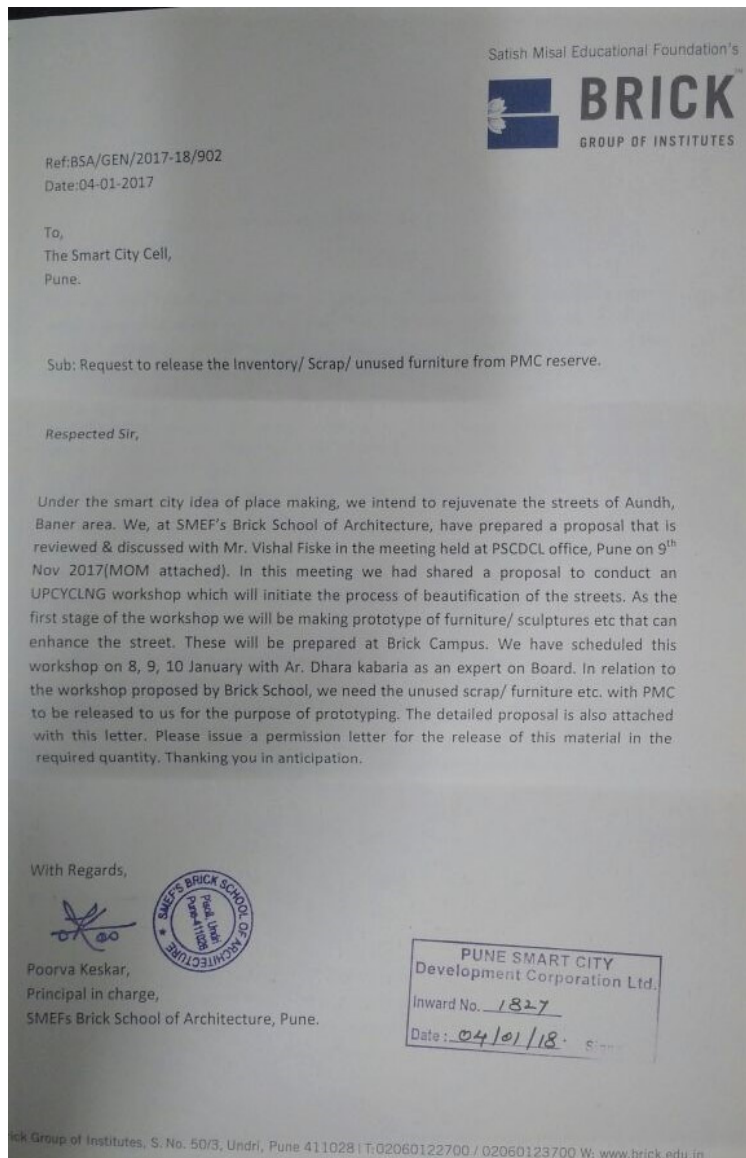 Satish Misal Educational Foundation's
BRICK™
GROUP OF INSTITUTES
Ref:BSA/GEN/2017-18/902
Date:04-01-2017
To,
The Smart City Cell,
Pune.
Sub: Request to release the Inventory/ Scrap/ unused furniture from PMC reserve.
Respected Sir,
Under the smart city idea of place making, we intend to rejuvenate the streets of Aundh,
Baner area. We, at SMEF's Brick School of Architecture, have prepared a proposal that is
reviewed & discussed with Mr. Vishal Fiske in the meeting held at PSCDCL office, Pune on 9th
Nov 2017(MOM attached). In this meeting we had shared a proposal to conduct an
UPCYCLNG workshop which will initiate the process of beautification of the streets. As the
first stage of the workshop we will be making prototype of furniture/ sculptures etc that can
enhance the street. These will be prepared at Brick Campus. We have scheduled this
workshop on 8, 9, 10 January with Ar. Dhara kabaria as an expert on Board. In relation to
the workshop proposed by Brick School, we need the unused scrap/ furniture etc. with PMC
to be released to us for the purpose of prototyping. The detailed proposal is also attached
with this letter. Please issue a permission letter for the release of this material in the
required quantity. Thanking you in anticipation.
With Regards,
SMEF'S BRICK SCHOOL OF ARCHITECTURE ★
Pisoli, Undri
Pune-411028
Poorva Keskar,
Principal in charge,
SMEFs Brick School of Architecture, Pune.
PUNE SMART CITY
Development Corporation Ltd.
Inward No. 1827
Date: 04/01/18.
Group of Institutes, S. No. 50/3, Undri, Pune 411028 | T:02060122700 / 02060123700 W: www.brick.edu.in